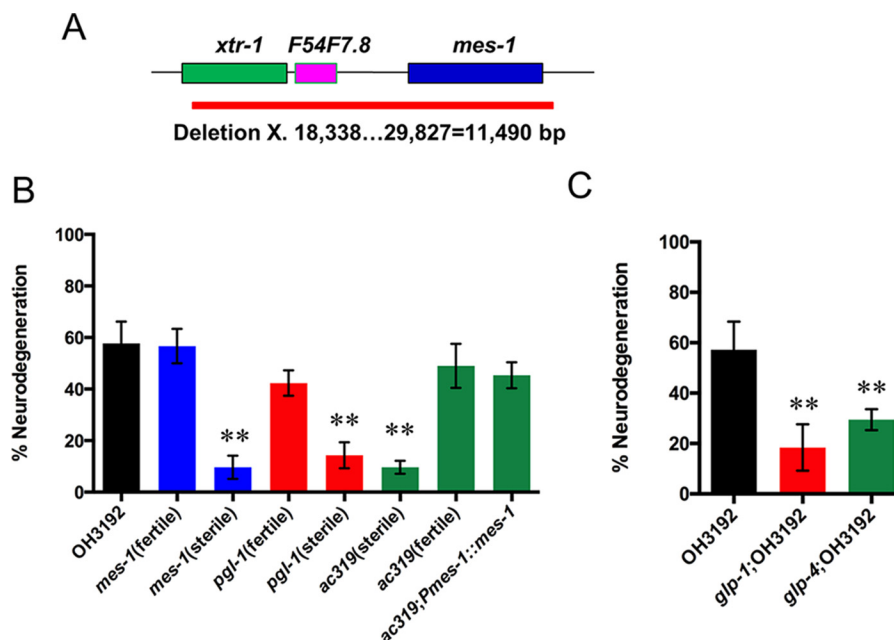 A
xtr-1 F54F7.8 mes-1
Deletion X. 18,338...29,827=11,490 bp
B
% Neurodegeneration
100
80
60
40
20
0
** ** **
OH3192
mes-1(fertile)
mes-1(sterile)
pgl-1(fertile)
pgl-1(sterile)
ac319(sterile)
ac319(fertile)
ac319;Pmes-1::mes-1
C
% Neurodegeneration
100
80
60
40
20
0
** **
OH3192
glp-1;OH3192
glp-4;OH3192